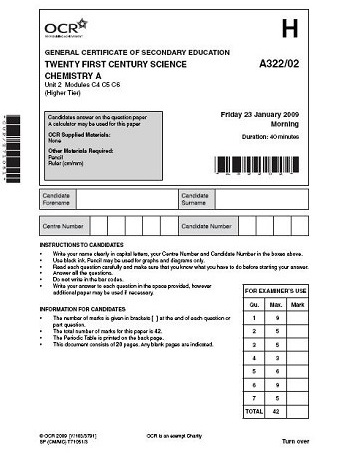 OCR
RECOGNISING ACHIEVEMENT
H
GENERAL CERTIFICATE OF SECONDARY EDUCATION
TWENTY FIRST CENTURY SCIENCE
A322/02
CHEMISTRY A
Unit 2 Modules C4 C5 C6
(Higher Tier)
Candidates answer on the question paper
A calculator may be used for this paper
OCR Supplied Materials:
None
Other Materials Required:
Pencil
Ruler (cm/mm)
Friday 23 January 2009
Morning
Duration: 40 minutes
Candidate Forename
Candidate Surname
Centre Number
Candidate Number
INSTRUCTIONS TO CANDIDATES
• Write your name clearly in capital letters, your Centre Number and Candidate Number in the boxes above.
• Use black ink. Pencil may be used for graphs and diagrams only.
• Read each question carefully and make sure that you know what you have to do before starting your answer.
• Answer all the questions.
• Do not write in the bar codes.
• Write your answer to each question in the space provided, however
additional paper may be used if necessary.
INFORMATION FOR CANDIDATES
• The number of marks is given in brackets [ ] at the end of each question or
part question.
• The total number of marks for this paper is 42.
• The Periodic Table is printed on the back page.
• This document consists of 20 pages. Any blank pages are indicated.
FOR EXAMINER'S USE
Qu. Max. Mark
1 9
2 5
3 5
4 3
5 6
6 9
7 5
TOTAL 42
© OCR 2009
OCR is an exempt Charity
Turn over